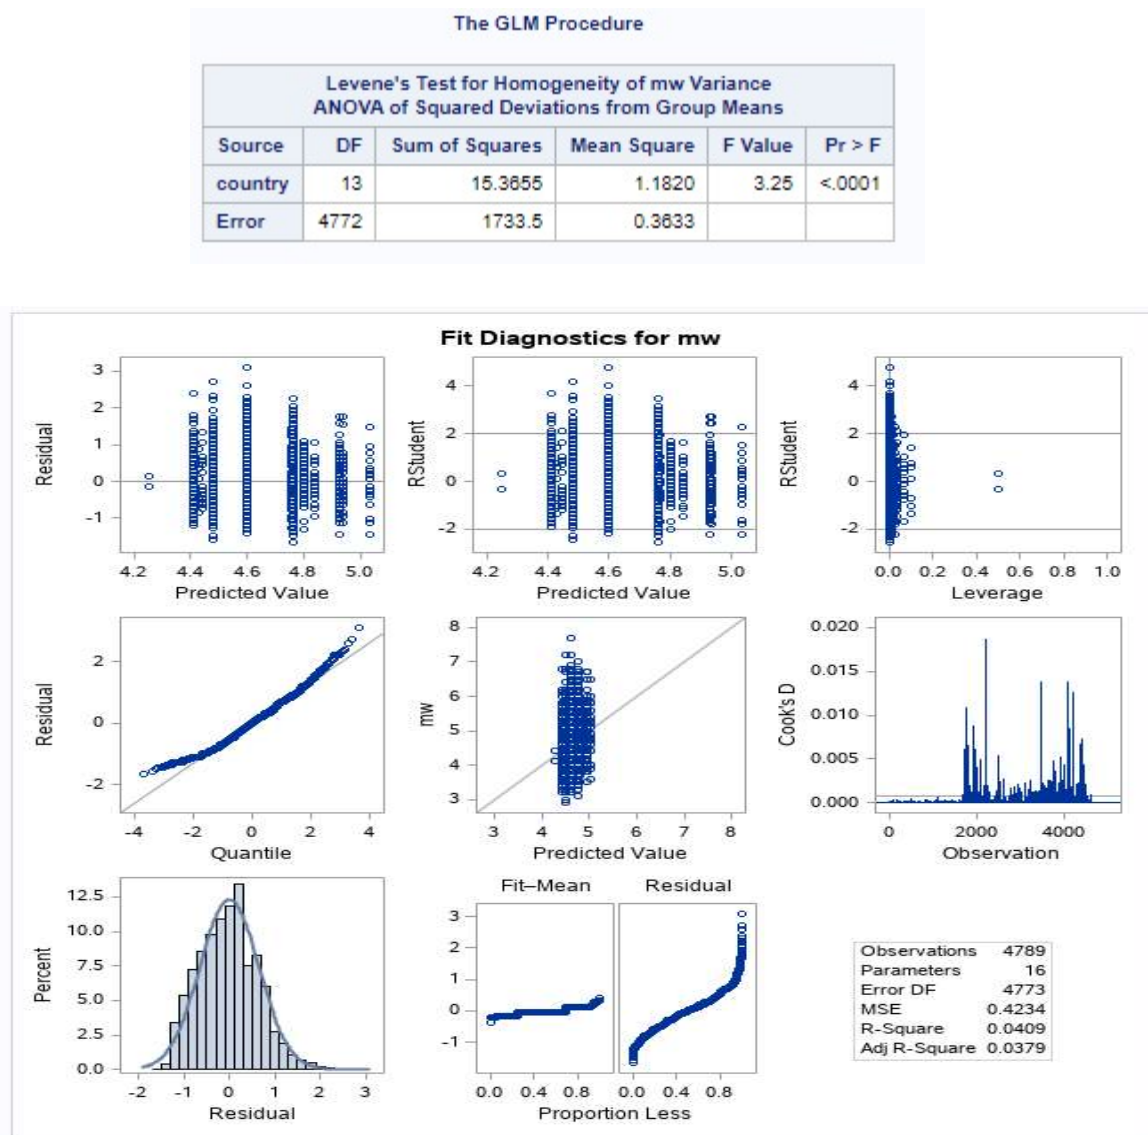 The GLM Procedure
Levene's Test for Homogeneity of mw Variance
ANOVA of Squared Deviations from Group Means
Source DF Sum of Squares Mean Square F Value Pr > F
country 13 15.3655 1.1820 3.25 <.0001
Error 4772 1733.5 0.3633
Fit Diagnostics for mw
Residual
3
2
1
0
-1
4.2 4.4 4.6 4.8 5.0
Predicted Value
RStudent
4
2
0
-2
4.2 4.4 4.6 4.8 5.0
Predicted Value
RStudent
4
2
0
-2
0.0 0.2 0.4 0.6 0.8 1.0
Leverage
Residual
2
0
-2
-4 -2 0 2 4
Quantile
mw
8
7
6
5
4
3
3 4 5 6 7 8
Predicted Value
Cook's D
0.020
0.015
0.010
0.005
0.000
0 2000 4000
Observation
Percent
12.5
10.0
7.5
5.0
2.5
0.0
-2 -1 0 1 2 3
Residual
Fit–Mean Residual
3
2
1
0
-1
0.0 0.4 0.8 0.0 0.4 0.8
Proportion Less
Observations 4789
Parameters 16
Error DF 4773
MSE 0.4234
R-Square 0.0409
Adj R-Square 0.0379